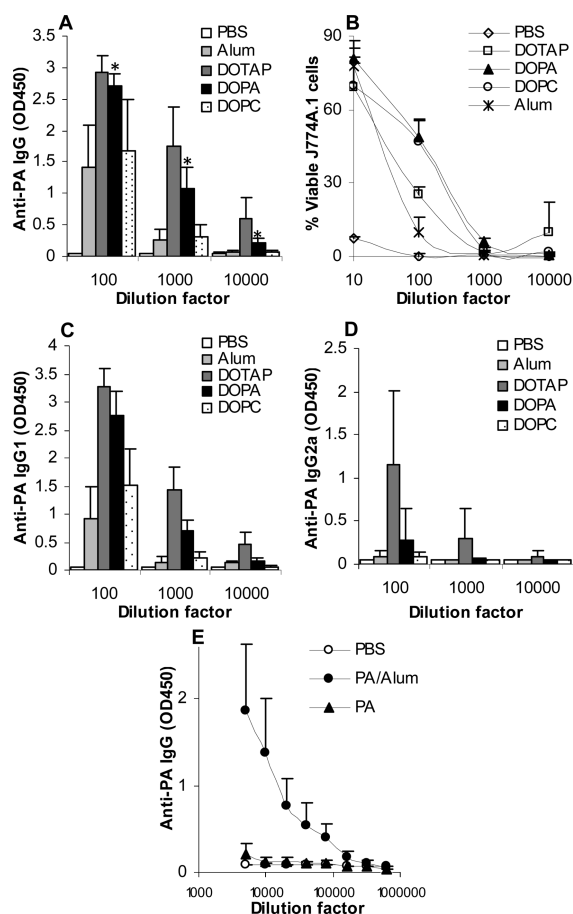 A
Anti-PA IgG (OD450)
3.5
3
2.5
2
1.5
1
0.5
0
PBS
Alum
DOTAP
DOPA
DOPC
*
*
*
100 1000 10000
Dilution factor
B
% Viable J774A.1 cells
90
60
30
0
PBS
DOTAP
DOPA
DOPC
Alum
10 100 1000 10000
Dilution factor
C
Anti-PA IgG1 (OD450)
4
3.5
3
2.5
2
1.5
1
0.5
0
PBS
Alum
DOTAP
DOPA
DOPC
100 1000 10000
Dilution factor
D
Anti-PA IgG2a (OD450)
2.5
2
1.5
1
0.5
0
PBS
Alum
DOTAP
DOPA
DOPC
100 1000 10000
Dilution factor
E
Anti-PA IgG (OD450)
2
1
0
PBS
PA/Alum
PA
1000 10000 100000 1000000
Dilution factor